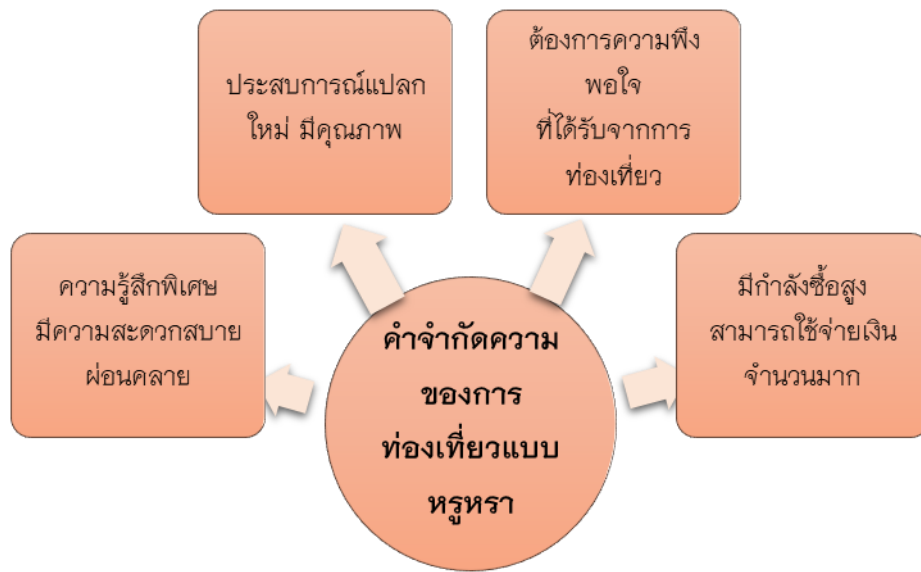 ประสบการณ์แปลก
ใหม่ มีคุณภาพ
ต้องการความพึง
พอใจ
ที่ได้รับจากการ
ท่องเที่ยว
ความรู้สึกพิเศษ
มีความสะดวกสบาย
ผ่อนคลาย
มีกำลังซื้อสูง
สามารถใช้จ่ายเงิน
จำนวนมาก
คำจำกัดความ
ของการ
ท่องเที่ยวแบบ
หรูหรา